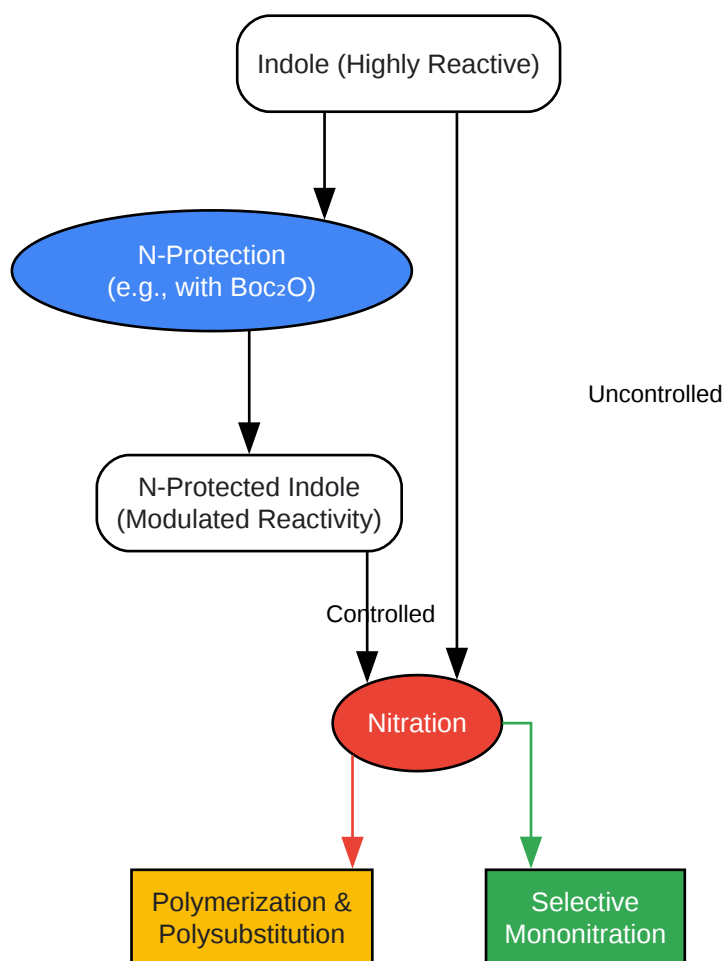 Indole (Highly Reactive)
N-Protection
(e.g., with Boc₂O)
Uncontrolled
N-Protected Indole
(Modulated Reactivity)
Controlled
Nitration
Polymerization &
Polysubstitution
Selective
Mononitration